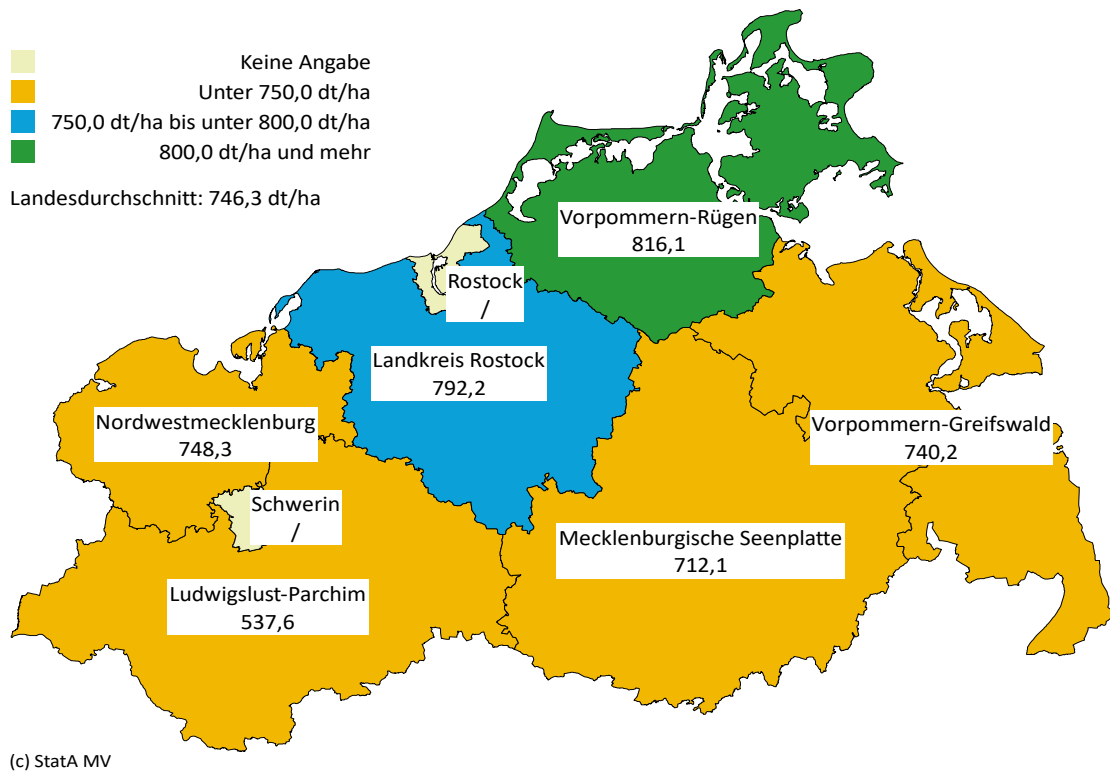 Keine Angabe
Unter 750,0 dt/ha
750,0 dt/ha bis unter 800,0 dt/ha
800,0 dt/ha und mehr
Landesdurchschnitt: 746,3 dt/ha
Vorpommern-Rügen
816,1
Rostock
/
Landkreis Rostock
792,2
Nordwestmecklenburg
748,3
Vorpommern-Greifswald
740,2
Schwerin
/
Mecklenburgische Seenplatte
712,1
Ludwigslust-Parchim
537,6
(c) StatA MV